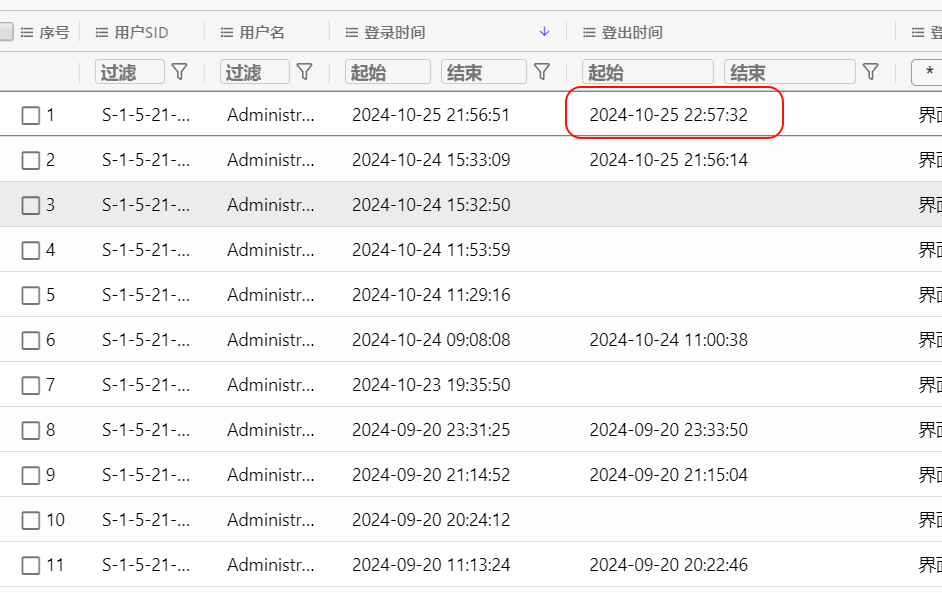 序号 用户SID 用户名 登录时间 登出时间
过滤 过滤 起始 结束 起始 结束 *
1 S-1-5-21-... Administr... 2024-10-25 21:56:51 2024-10-25 22:57:32 界
2 S-1-5-21-... Administr... 2024-10-24 15:33:09 2024-10-25 21:56:14 界
3 S-1-5-21-... Administr... 2024-10-24 15:32:50 界
4 S-1-5-21-... Administr... 2024-10-24 11:53:59 界
5 S-1-5-21-... Administr... 2024-10-24 11:29:16 界
6 S-1-5-21-... Administr... 2024-10-24 09:08:08 2024-10-24 11:00:38 界
7 S-1-5-21-... Administr... 2024-10-23 19:35:50 界
8 S-1-5-21-... Administr... 2024-09-20 23:31:25 2024-09-20 23:33:50 界
9 S-1-5-21-... Administr... 2024-09-20 21:14:52 2024-09-20 21:15:04 界
10 S-1-5-21-... Administr... 2024-09-20 20:24:12 界
11 S-1-5-21-... Administr... 2024-09-20 11:13:24 2024-09-20 20:22:46 界